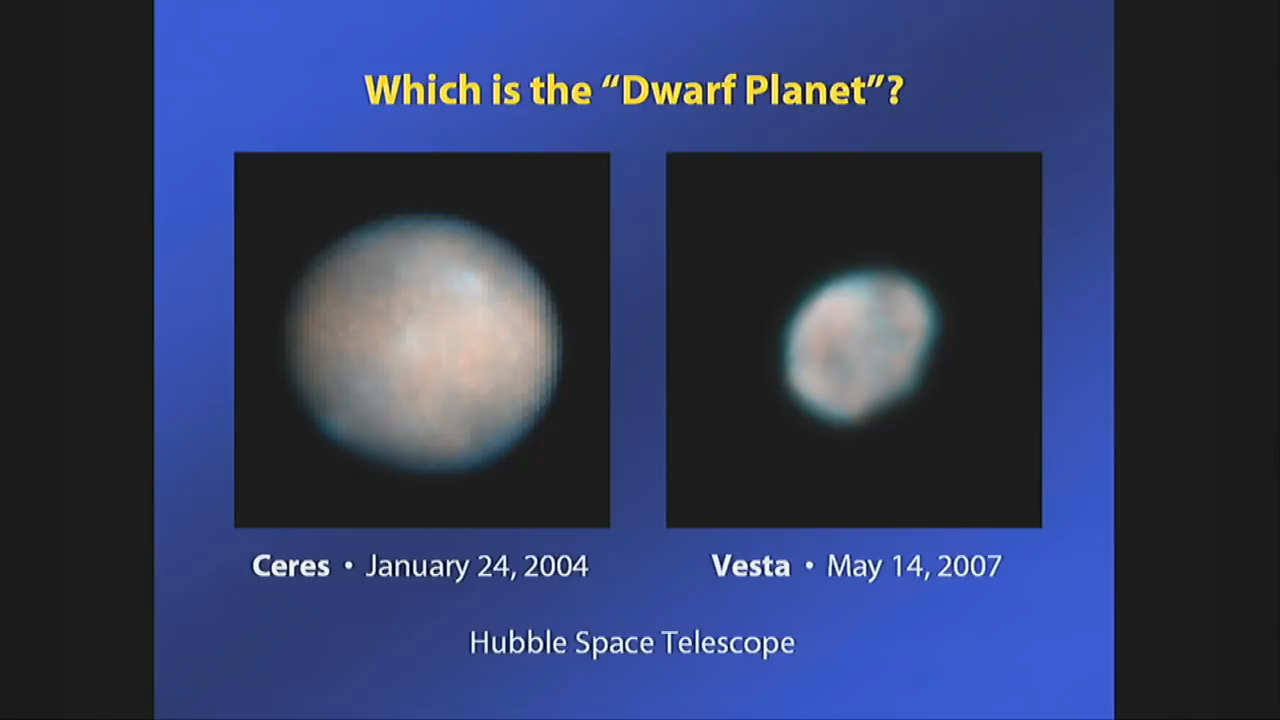 Which is the “Dwarf Planet”?
Ceres • January 24, 2004
Vesta • May 14, 2007
Hubble Space Telescope